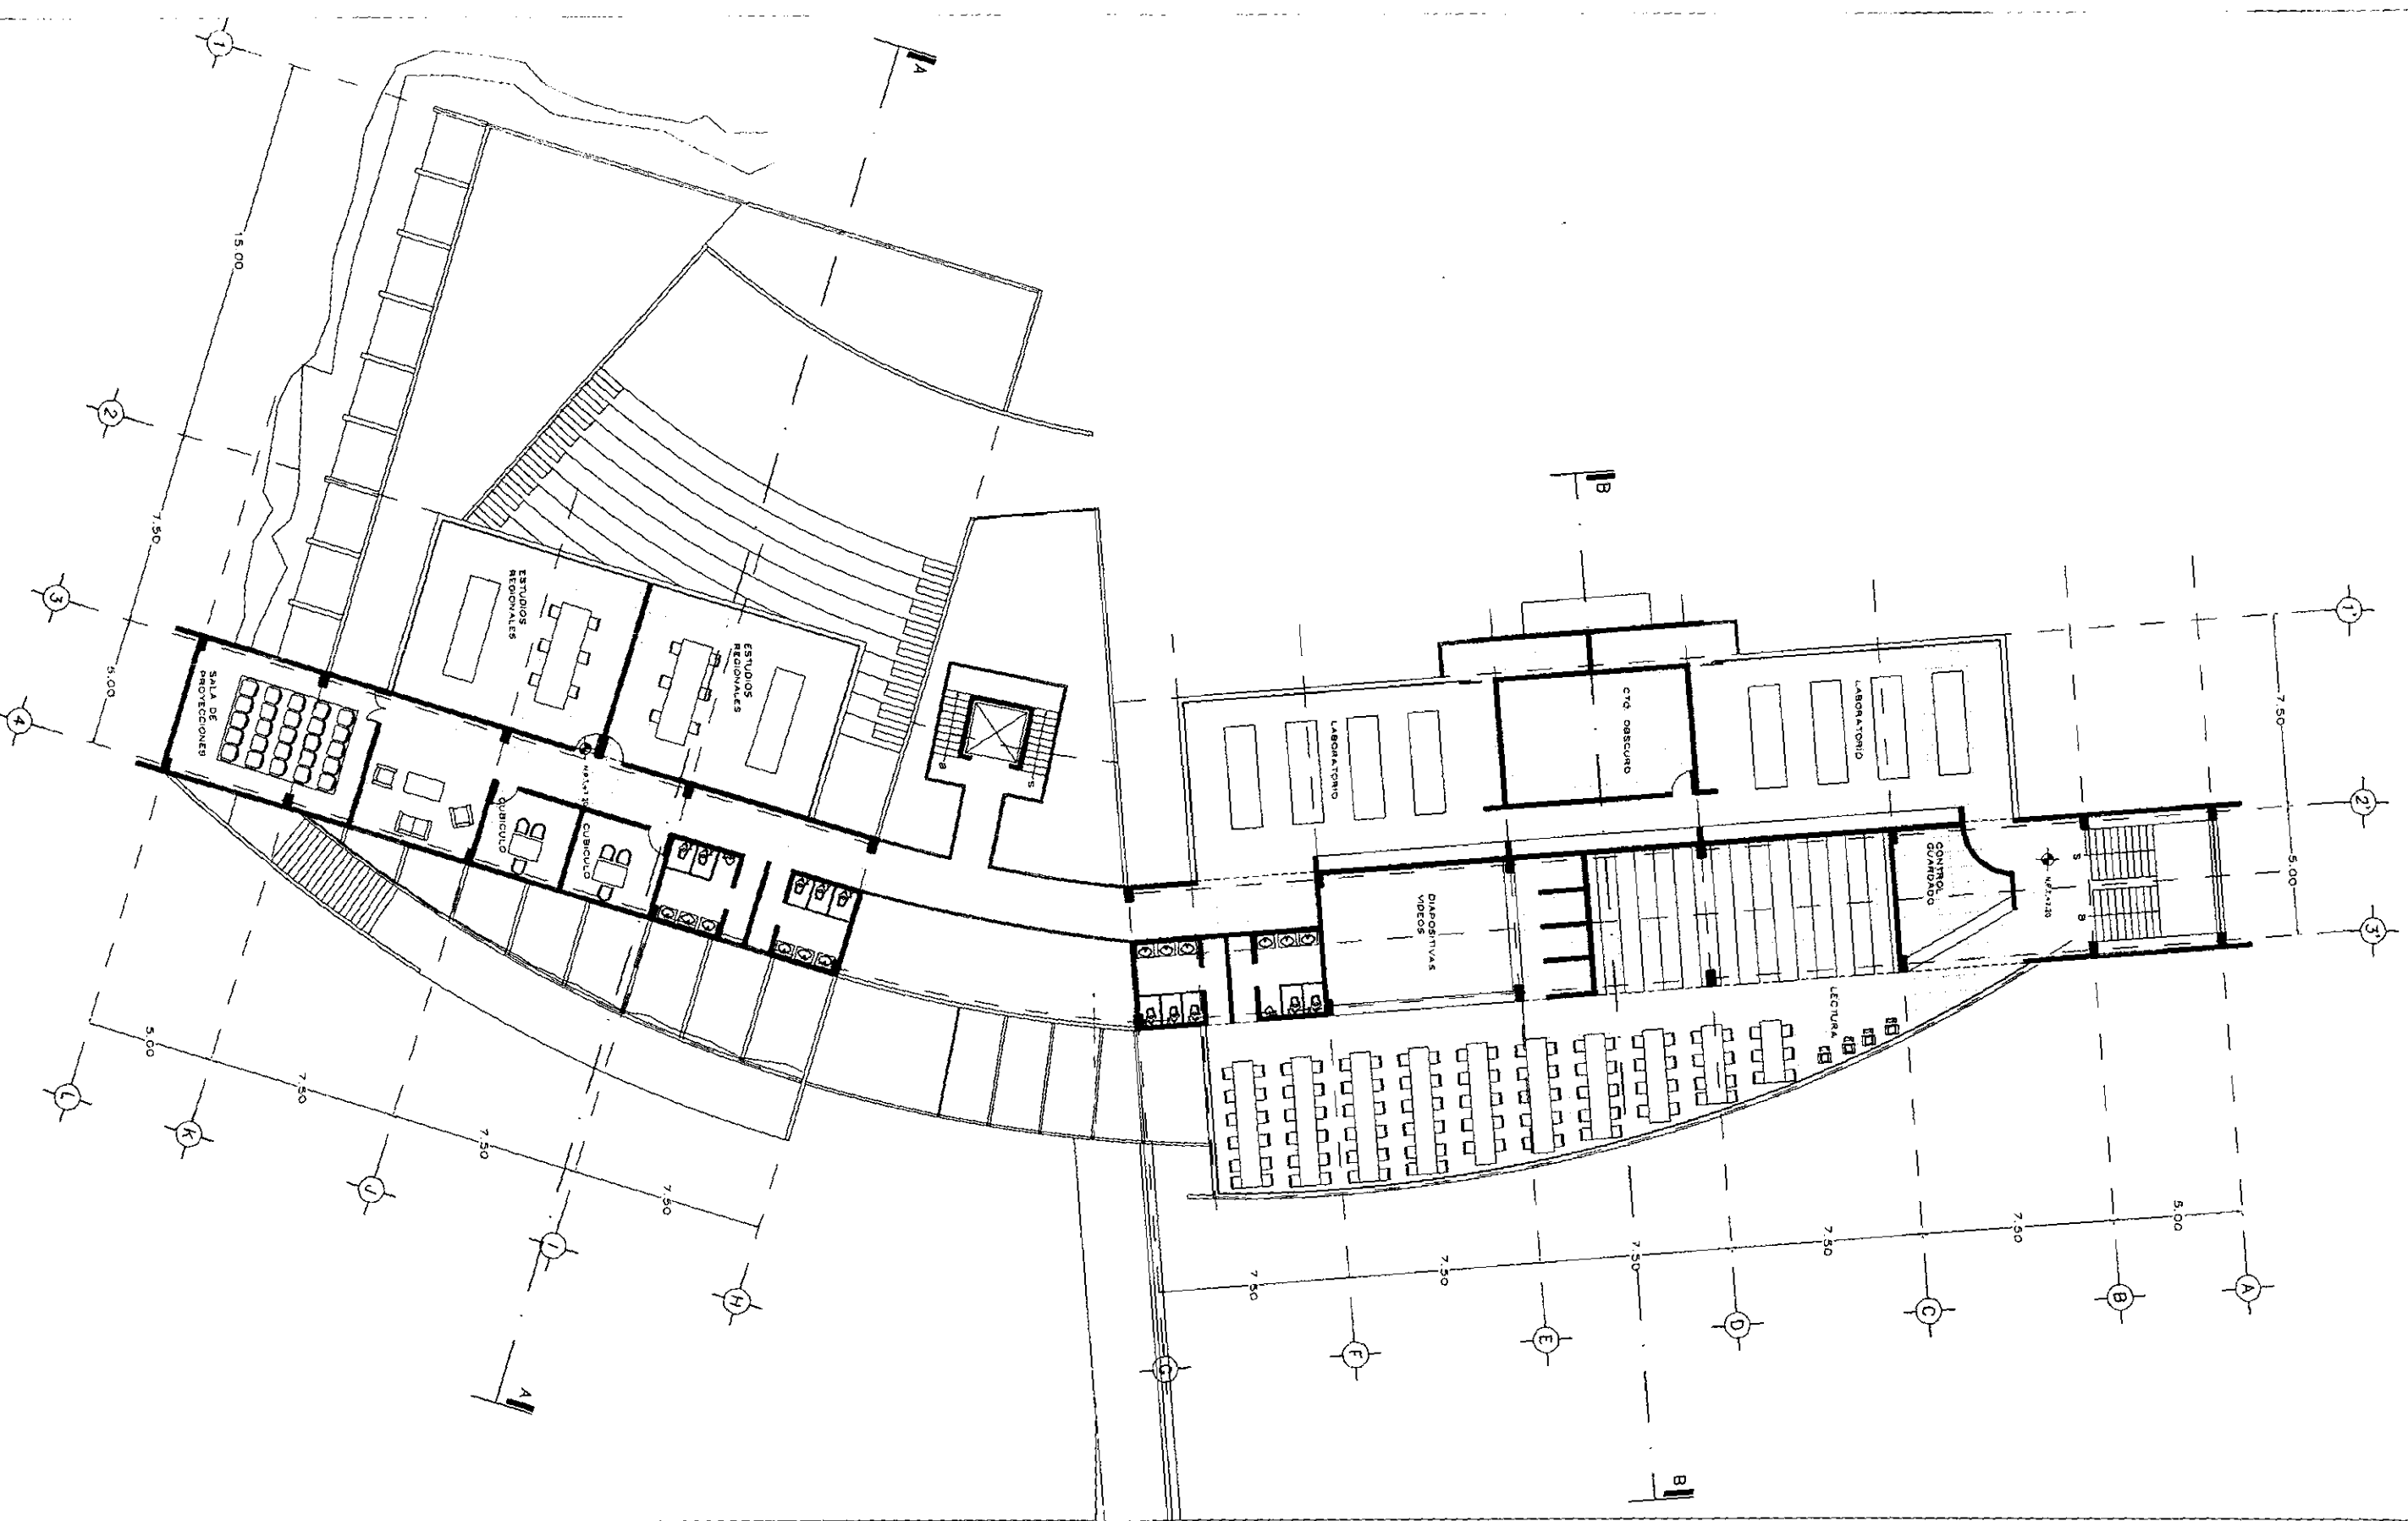 1
A
15.00
2
B
7.50
3
1'
ESTUDIOS
REGIONALES
ESTUDIOS
REGIONALES
5.00
SALA DE
PROYECCIONES
4
B
S
LABORATORIO
CTO. OBSCURO
LABORATORIO
7.50
2'
CUBICULO
CUBICULO
DIAPOSITIVAS
VIDEOS
CONTROL
GUARDADO
N.P.T.+7.20
S
B
5.00
3'
LECTURA
5.00
7.50
7.50
7.50
L
K
J
I
H
7.50
7.50
7.50
7.50
7.50
5.00
G
F
E
D
C
B
A
A
B